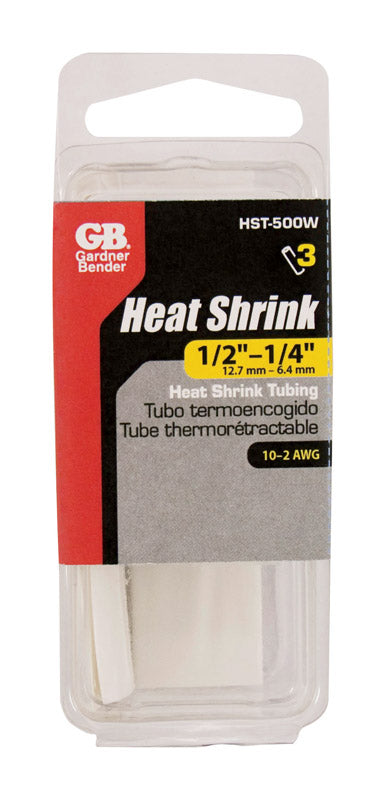 HST-500W
GB.
Gardner
Bender
3
Heat Shrink
1/2"–1/4"
12.7 mm – 6.4 mm
Heat Shrink Tubing
Tubo termoencogido
Tube thermorétractable
10–2 AWG